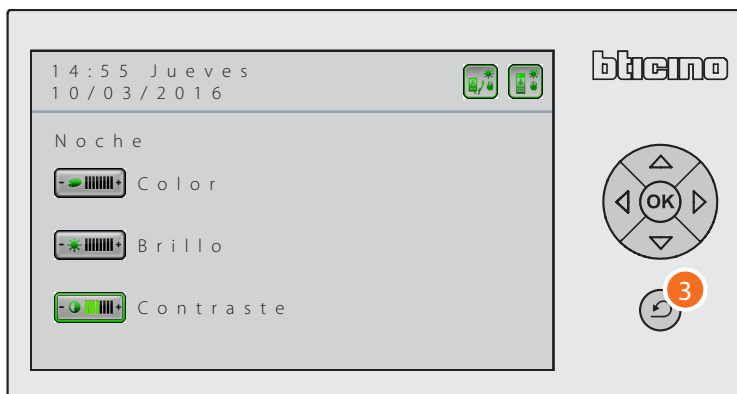 14:55 Jueves
10/03/2016
bticino
Noche
- + Color
- + Brillo
- + Contraste
OK
3